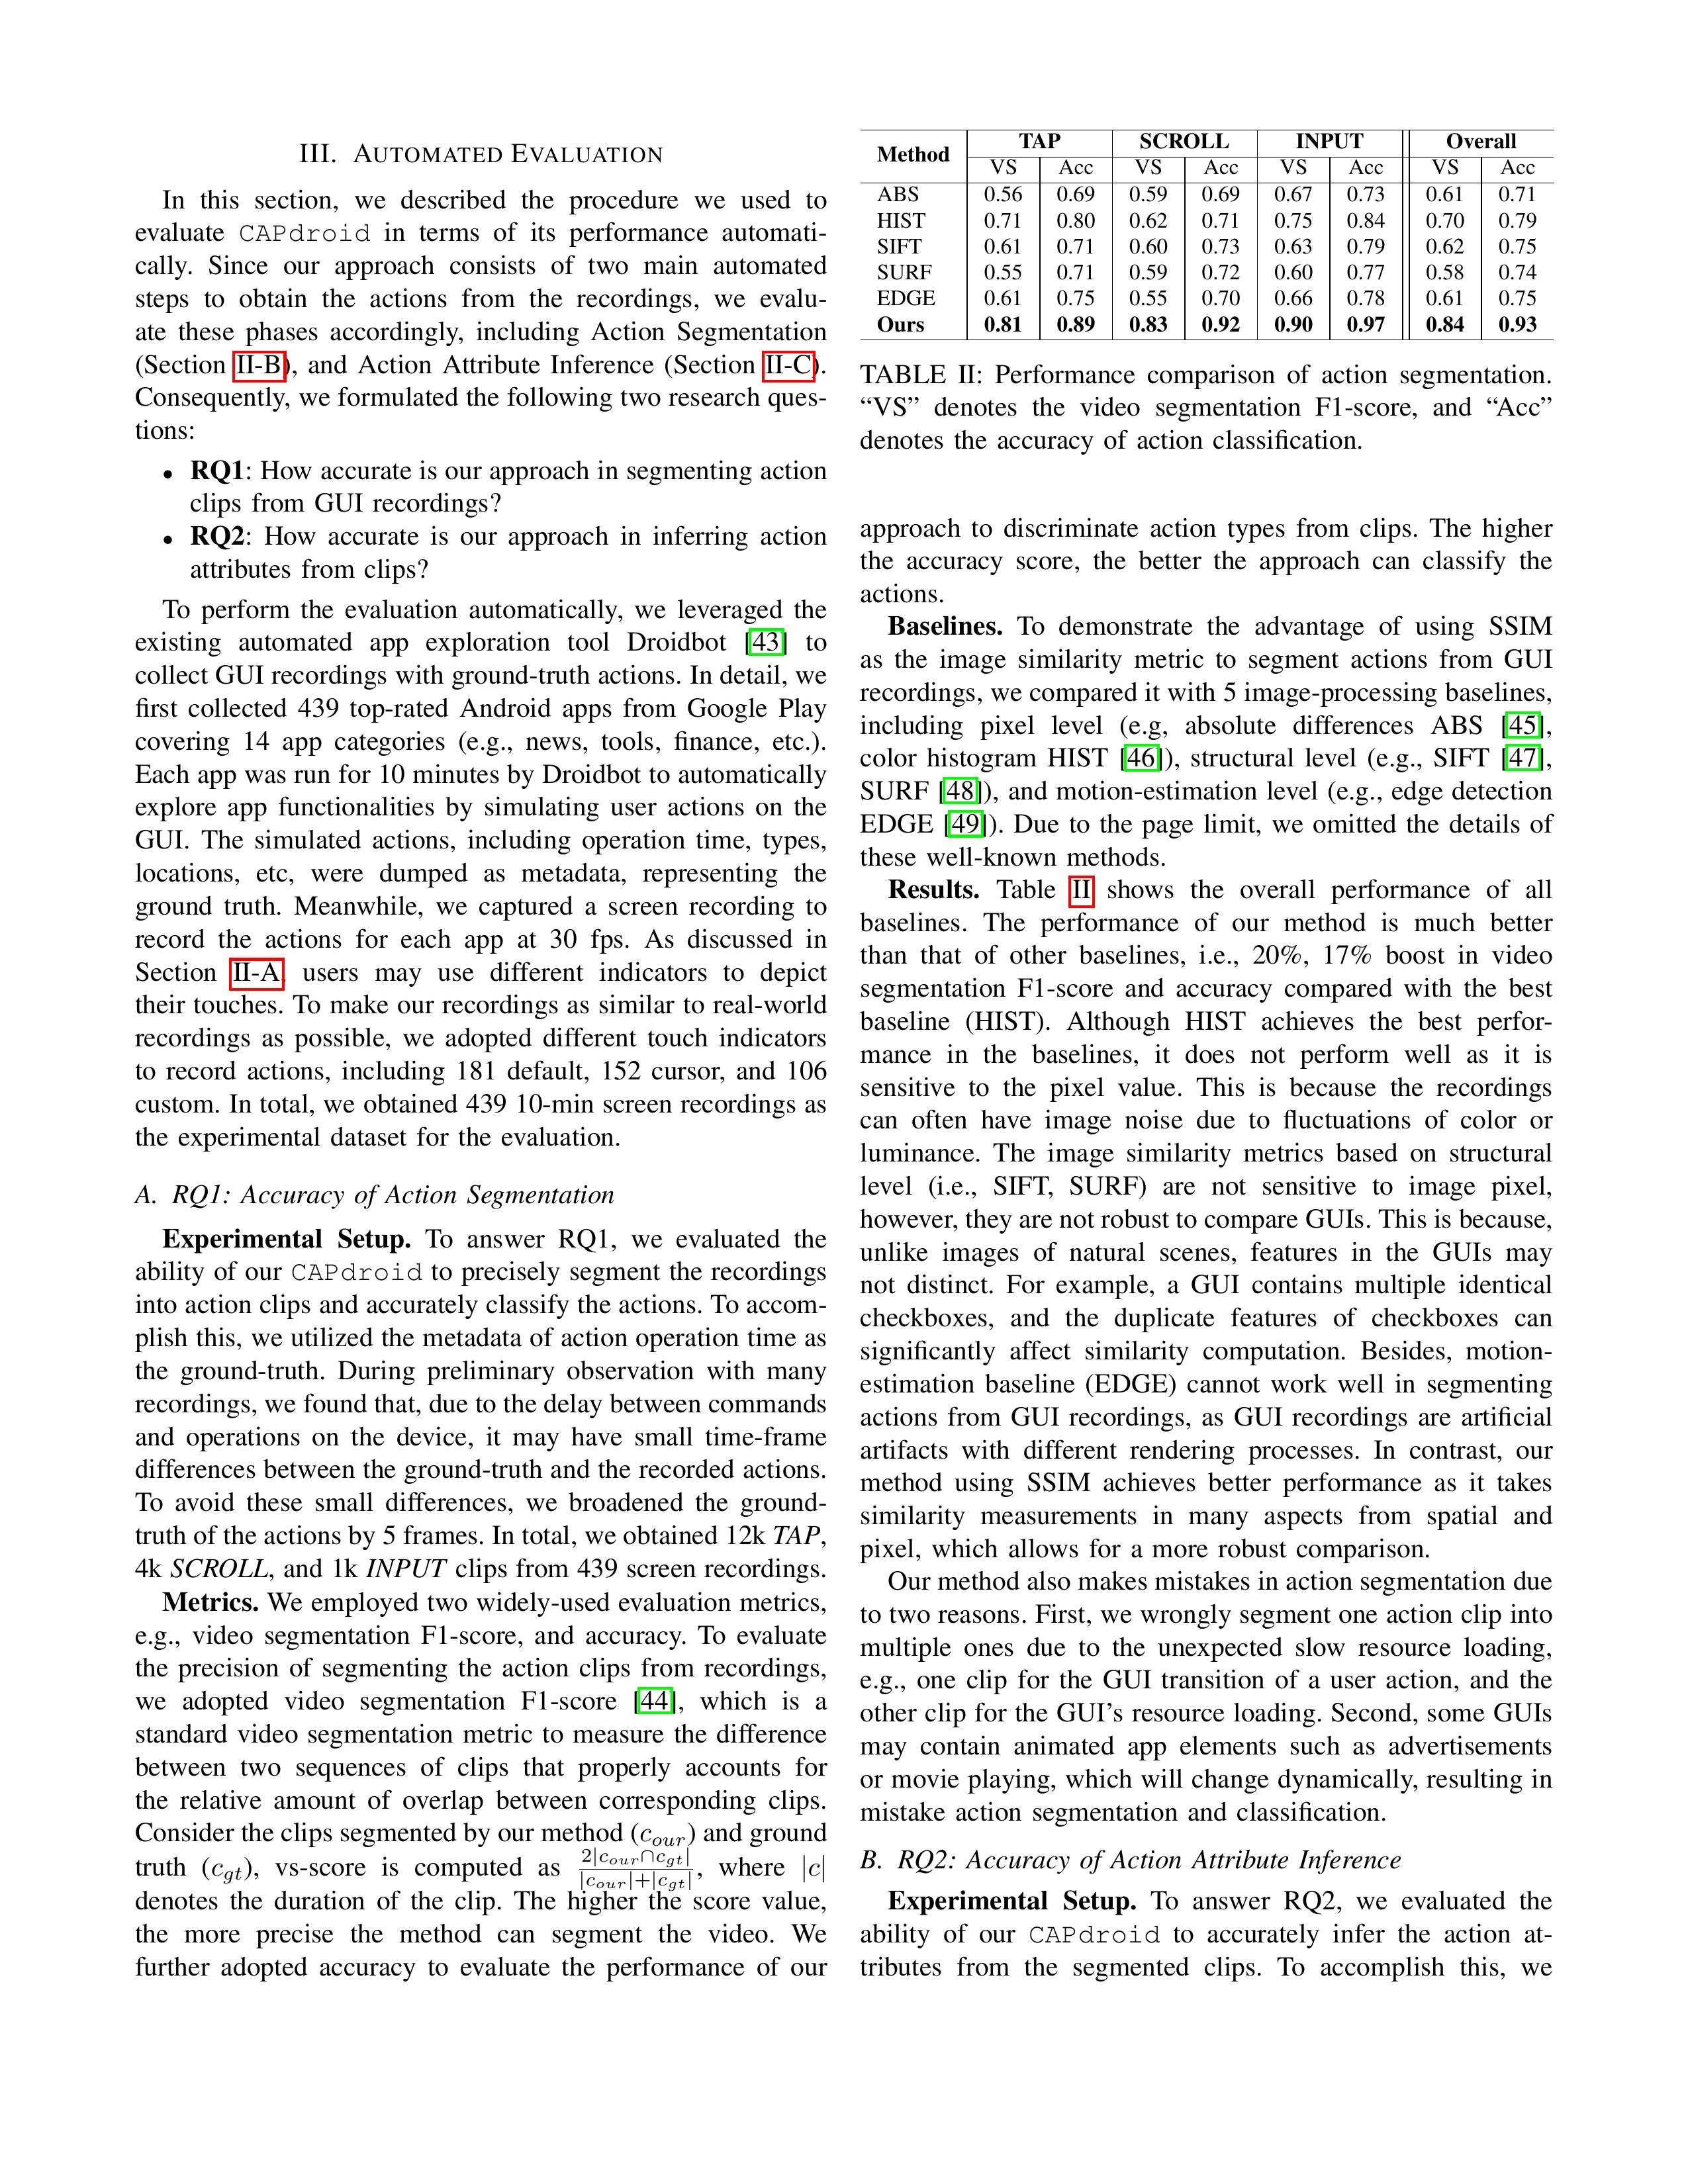 III. AUTOMATED EVALUATION
In this section, we described the procedure we used to
evaluate CAPdroid in terms of its performance automati-
cally. Since our approach consists of two main automated
steps to obtain the actions from the recordings, we evalu-
ate these phases accordingly, including Action Segmentation
(Section II-B), and Action Attribute Inference (Section II-C).
Consequently, we formulated the following two research ques-
tions:
• RQ1: How accurate is our approach in segmenting action
clips from GUI recordings?
• RQ2: How accurate is our approach in inferring action
attributes from clips?
To perform the evaluation automatically, we leveraged the
existing automated app exploration tool Droidbot [43] to
collect GUI recordings with ground-truth actions. In detail, we
first collected 439 top-rated Android apps from Google Play
covering 14 app categories (e.g., news, tools, finance, etc.).
Each app was run for 10 minutes by Droidbot to automatically
explore app functionalities by simulating user actions on the
GUI. The simulated actions, including operation time, types,
locations, etc, were dumped as metadata, representing the
ground truth. Meanwhile, we captured a screen recording to
record the actions for each app at 30 fps. As discussed in
Section II-A, users may use different indicators to depict
their touches. To make our recordings as similar to real-world
recordings as possible, we adopted different touch indicators
to record actions, including 181 default, 152 cursor, and 106
custom. In total, we obtained 439 10-min screen recordings as
the experimental dataset for the evaluation.
A. RQ1: Accuracy of Action Segmentation
Experimental Setup. To answer RQ1, we evaluated the
ability of our CAPdroid to precisely segment the recordings
into action clips and accurately classify the actions. To accom-
plish this, we utilized the metadata of action operation time as
the ground-truth. During preliminary observation with many
recordings, we found that, due to the delay between commands
and operations on the device, it may have small time-frame
differences between the ground-truth and the recorded actions.
To avoid these small differences, we broadened the ground-
truth of the actions by 5 frames. In total, we obtained 12k TAP,
4k SCROLL, and 1k INPUT clips from 439 screen recordings.
Metrics. We employed two widely-used evaluation metrics,
e.g., video segmentation F1-score, and accuracy. To evaluate
the precision of segmenting the action clips from recordings,
we adopted video segmentation F1-score [44], which is a
standard video segmentation metric to measure the difference
between two sequences of clips that properly accounts for
the relative amount of overlap between corresponding clips.
Consider the clips segmented by our method (c_our) and ground
truth (c_gt), vs-score is computed as 2|c_our∩c_gt| / |c_our|+|c_gt|, where |c|
denotes the duration of the clip. The higher the score value,
the more precise the method can segment the video. We
further adopted accuracy to evaluate the performance of our
Method TAP SCROLL INPUT Overall
VS Acc VS Acc VS Acc VS Acc
ABS 0.56 0.69 0.59 0.69 0.67 0.73 0.61 0.71
HIST 0.71 0.80 0.62 0.71 0.75 0.84 0.70 0.79
SIFT 0.61 0.71 0.60 0.73 0.63 0.79 0.62 0.75
SURF 0.55 0.71 0.59 0.72 0.60 0.77 0.58 0.74
EDGE 0.61 0.75 0.55 0.70 0.66 0.78 0.61 0.75
Ours 0.81 0.89 0.83 0.92 0.90 0.97 0.84 0.93
TABLE II: Performance comparison of action segmentation.
“VS” denotes the video segmentation F1-score, and “Acc”
denotes the accuracy of action classification.
approach to discriminate action types from clips. The higher
the accuracy score, the better the approach can classify the
actions.
Baselines. To demonstrate the advantage of using SSIM
as the image similarity metric to segment actions from GUI
recordings, we compared it with 5 image-processing baselines,
including pixel level (e.g, absolute differences ABS [45],
color histogram HIST [46]), structural level (e.g., SIFT [47],
SURF [48]), and motion-estimation level (e.g., edge detection
EDGE [49]). Due to the page limit, we omitted the details of
these well-known methods.
Results. Table II shows the overall performance of all
baselines. The performance of our method is much better
than that of other baselines, i.e., 20%, 17% boost in video
segmentation F1-score and accuracy compared with the best
baseline (HIST). Although HIST achieves the best perfor-
mance in the baselines, it does not perform well as it is
sensitive to the pixel value. This is because the recordings
can often have image noise due to fluctuations of color or
luminance. The image similarity metrics based on structural
level (i.e., SIFT, SURF) are not sensitive to image pixel,
however, they are not robust to compare GUIs. This is because,
unlike images of natural scenes, features in the GUIs may
not distinct. For example, a GUI contains multiple identical
checkboxes, and the duplicate features of checkboxes can
significantly affect similarity computation. Besides, motion-
estimation baseline (EDGE) cannot work well in segmenting
actions from GUI recordings, as GUI recordings are artificial
artifacts with different rendering processes. In contrast, our
method using SSIM achieves better performance as it takes
similarity measurements in many aspects from spatial and
pixel, which allows for a more robust comparison.
Our method also makes mistakes in action segmentation due
to two reasons. First, we wrongly segment one action clip into
multiple ones due to the unexpected slow resource loading,
e.g., one clip for the GUI transition of a user action, and the
other clip for the GUI’s resource loading. Second, some GUIs
may contain animated app elements such as advertisements
or movie playing, which will change dynamically, resulting in
mistake action segmentation and classification.
B. RQ2: Accuracy of Action Attribute Inference
Experimental Setup. To answer RQ2, we evaluated the
ability of our CAPdroid to accurately infer the action at-
tributes from the segmented clips. To accomplish this, we